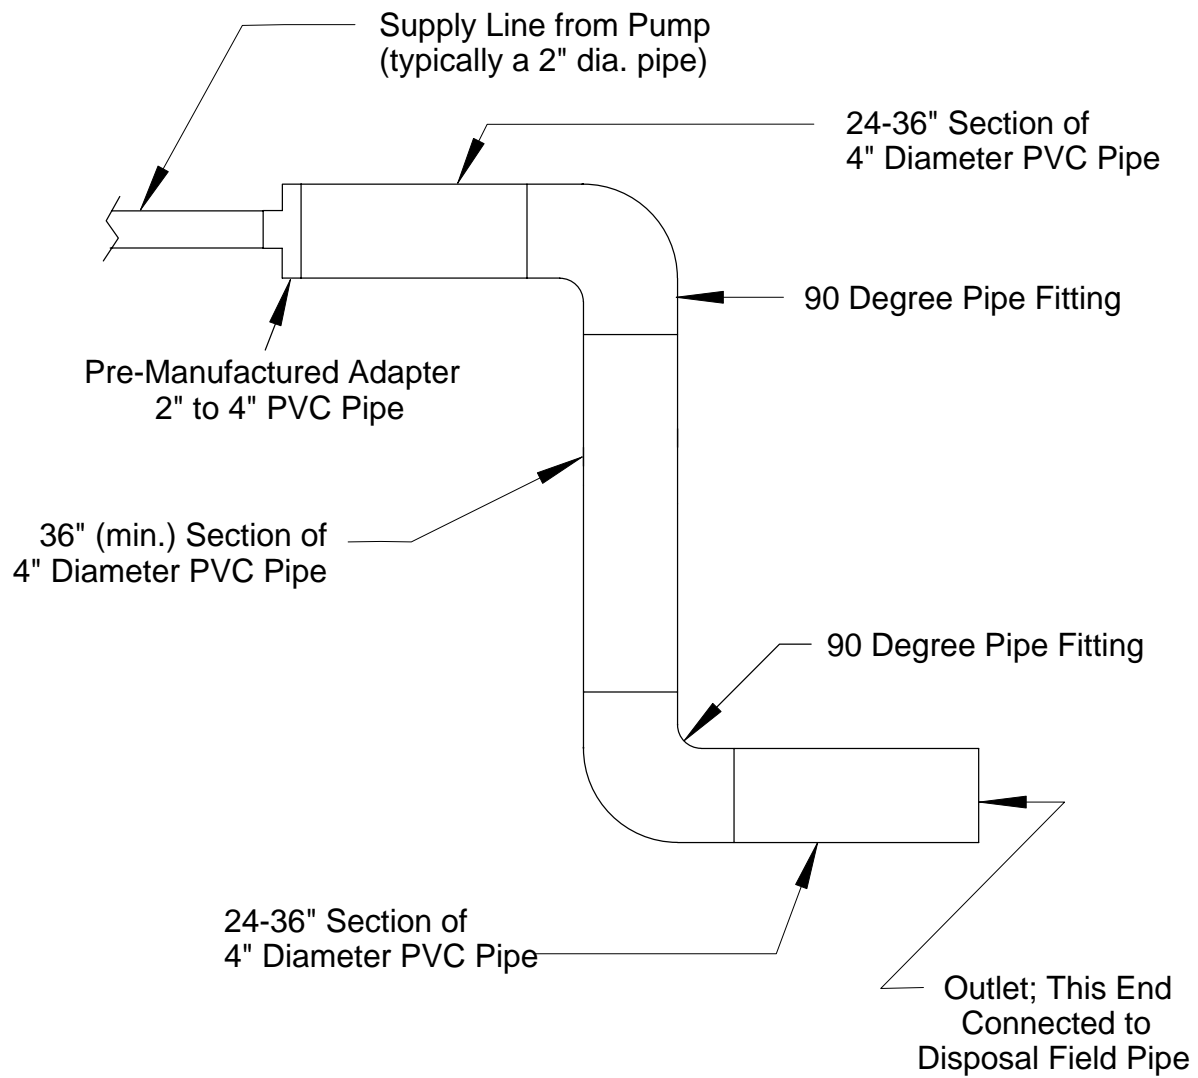 Supply Line from Pump
(typically a 2" dia. pipe)
24-36" Section of
4" Diameter PVC Pipe
90 Degree Pipe Fitting
Pre-Manufactured Adapter
2" to 4" PVC Pipe
36" (min.) Section of
4" Diameter PVC Pipe
90 Degree Pipe Fitting
24-36" Section of
4" Diameter PVC Pipe
Outlet; This End
Connected to
Disposal Field Pipe